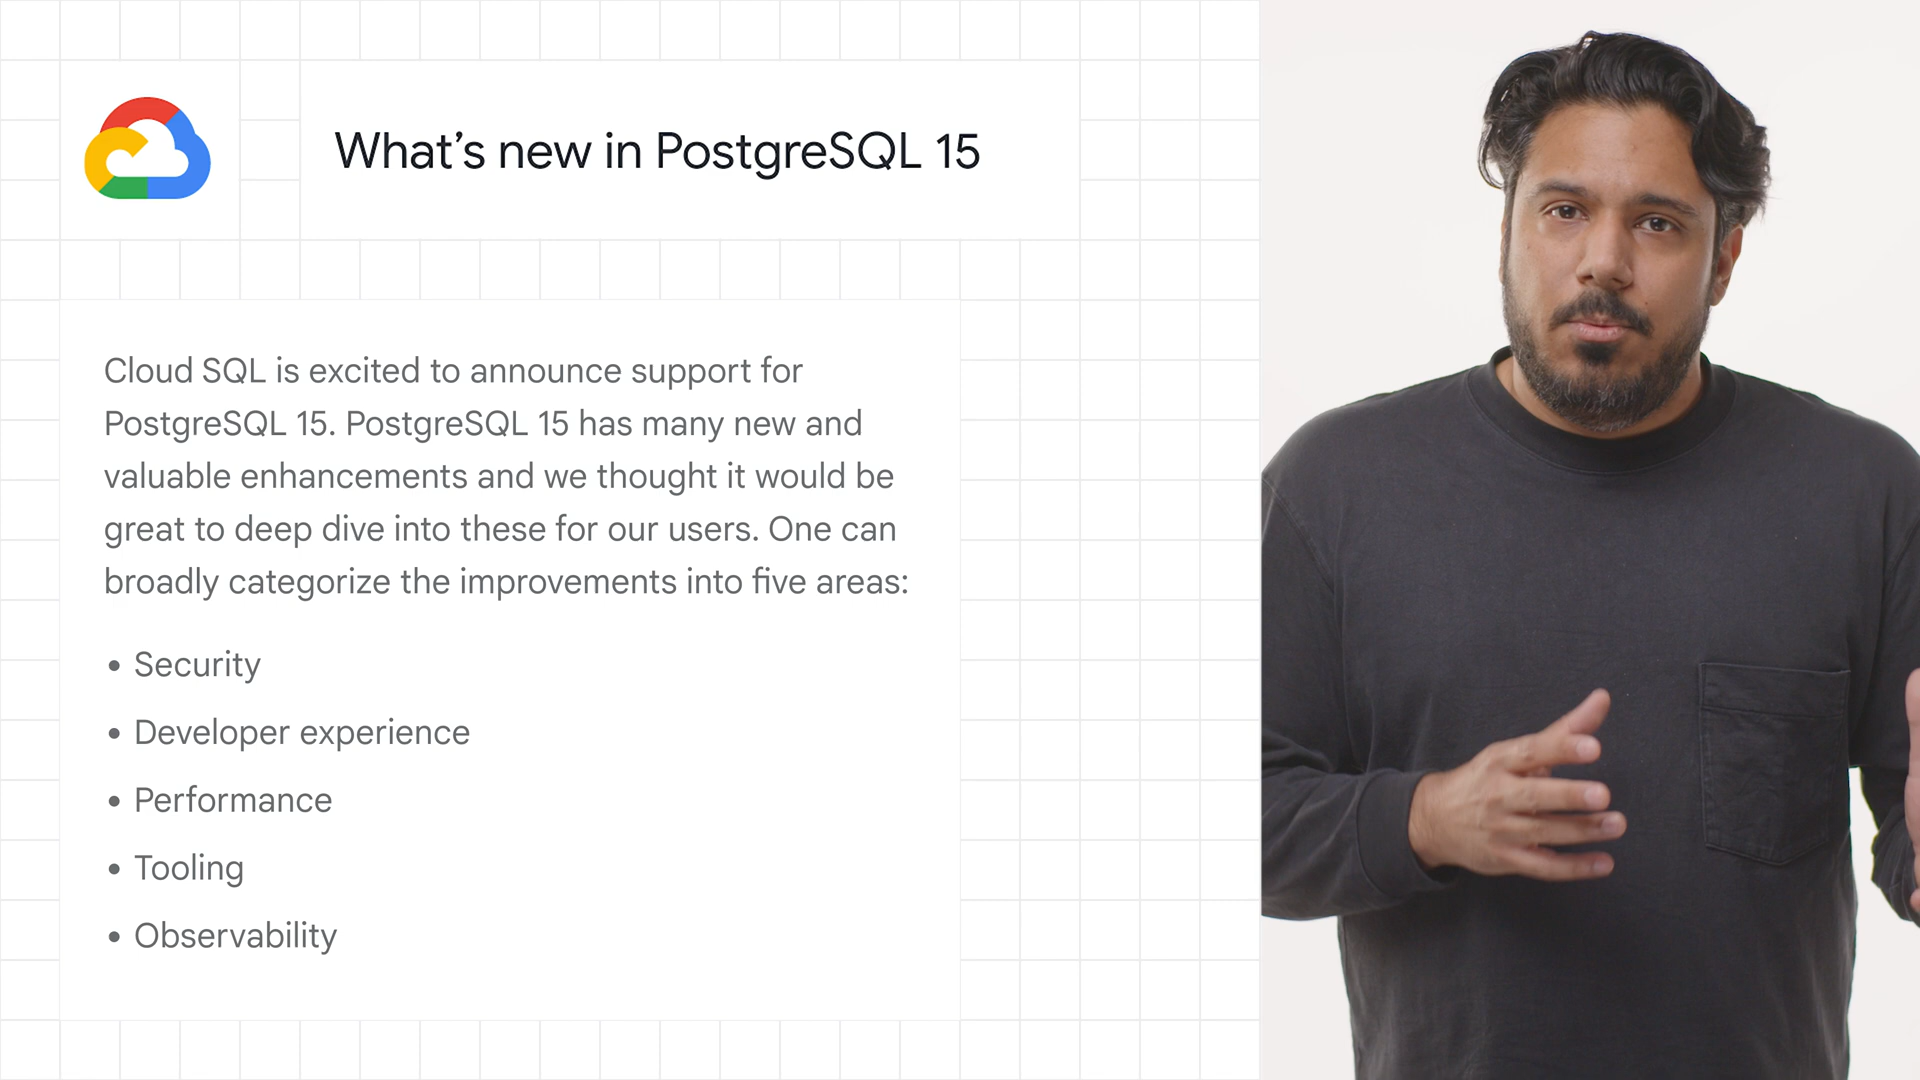 What’s new in PostgreSQL 15
Cloud SQL is excited to announce support for
PostgreSQL 15. PostgreSQL 15 has many new and
valuable enhancements and we thought it would be
great to deep dive into these for our users. One can
broadly categorize the improvements into five areas:
• Security
• Developer experience
• Performance
• Tooling
• Observability